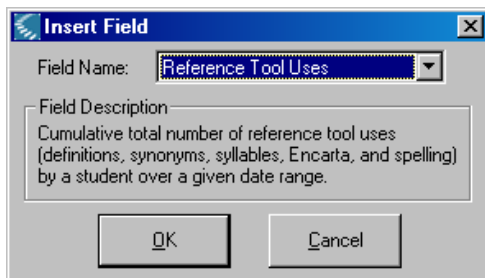 Insert Field
Field Name: Reference Tool Uses
Field Description
Cumulative total number of reference tool uses
(definitions, synonyms, syllables, Encarta, and spelling)
by a student over a given date range.
OK Cancel